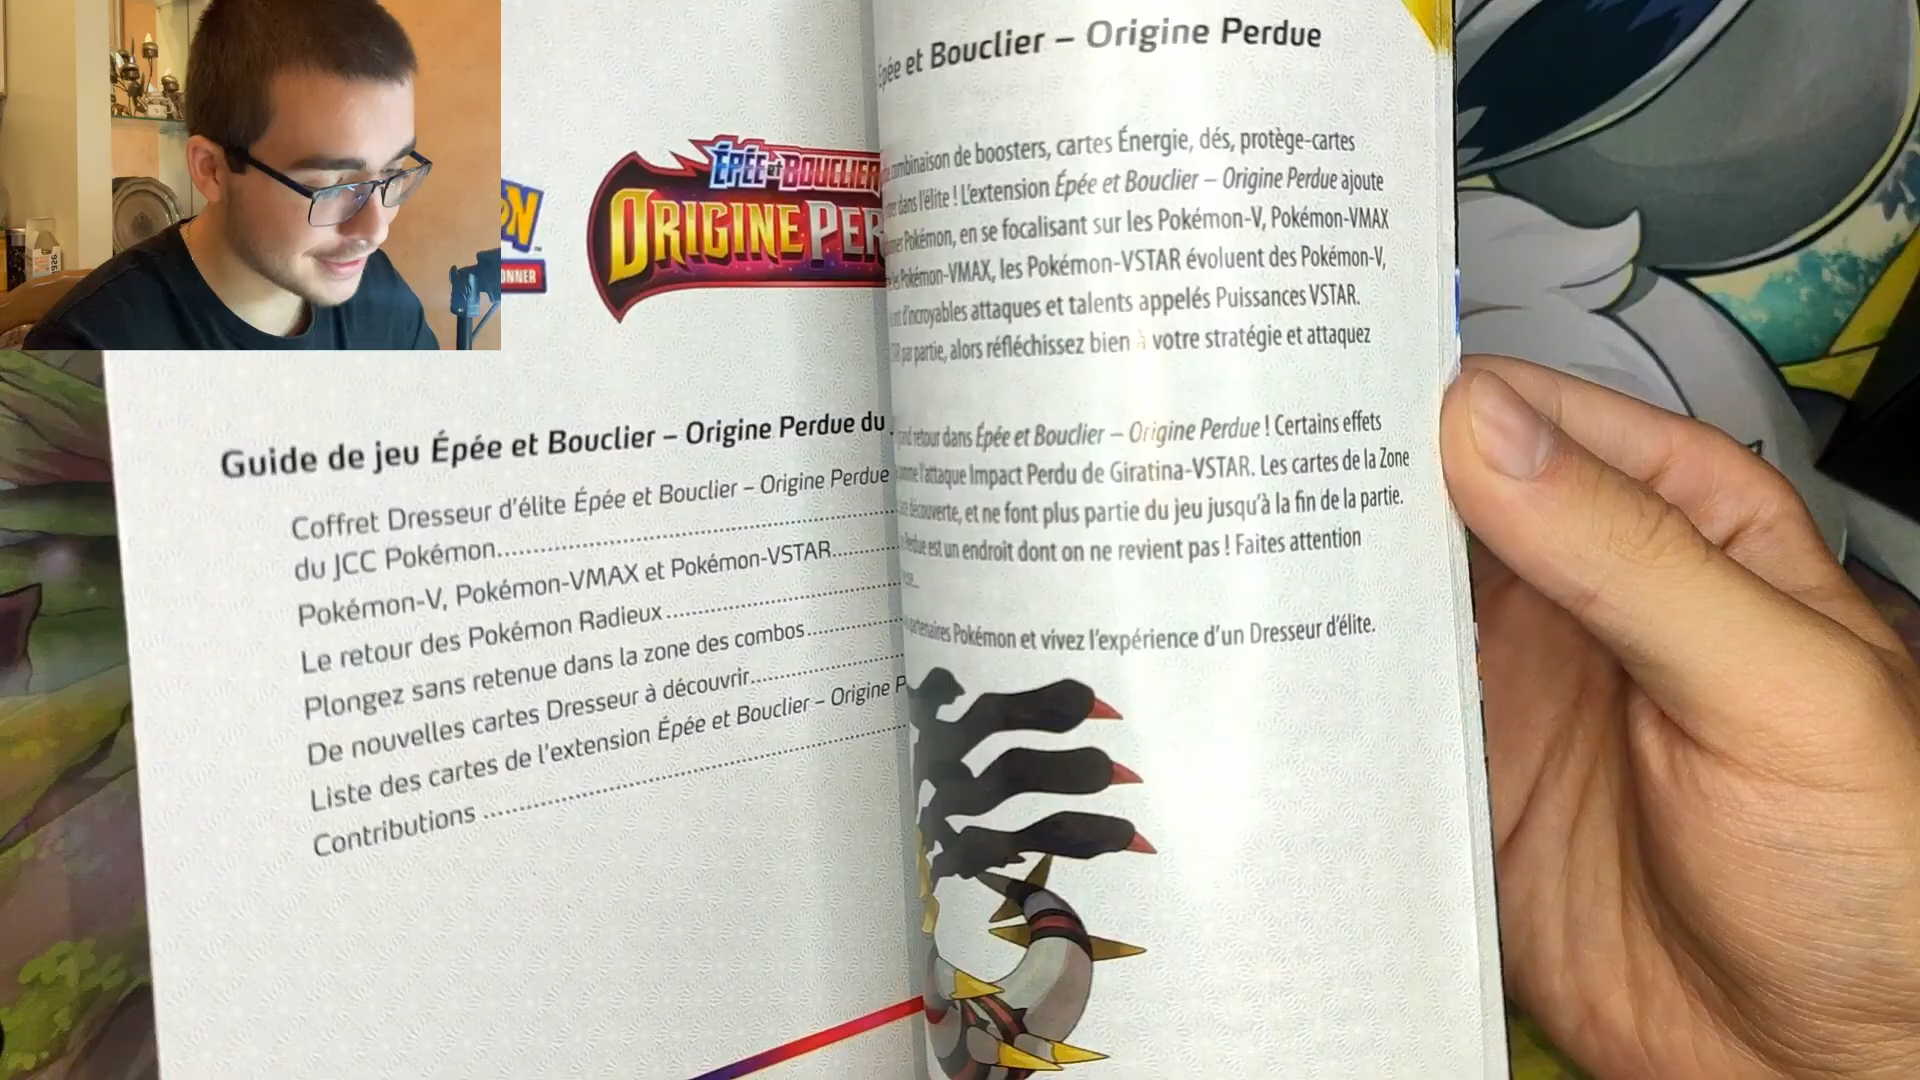 ON
ONNER
ÉPÉE et BOUCLIER
ORIGINE PER
Guide de jeu Épée et Bouclier – Origine Perdue du
Coffret Dresseur d'élite Épée et Bouclier – Origine Perdue
du JCC Pokémon
Pokémon-V, Pokémon-VMAX et Pokémon-VSTAR
Le retour des Pokémon Radieux
Plongez sans retenue dans la zone des combos
De nouvelles cartes Dresseur à découvrir
Liste des cartes de l'extension Épée et Bouclier – Origine P
Contributions
Épée et Bouclier – Origine Perdue
combinaison de boosters, cartes Énergie, dés, protège-cartes
dans l'élite ! L'extension Épée et Bouclier – Origine Perdue ajoute
Pokémon, en se focalisant sur les Pokémon-V, Pokémon-VMAX
Pokémon-VMAX, les Pokémon-VSTAR évoluent des Pokémon-V,
d'incroyables attaques et talents appelés Puissances VSTAR.
par partie, alors réfléchissez bien à votre stratégie et attaquez
retour dans Épée et Bouclier – Origine Perdue ! Certains effets
l'attaque Impact Perdu de Giratina-VSTAR. Les cartes de la Zone
découverte, et ne font plus partie du jeu jusqu'à la fin de la partie.
est un endroit dont on ne revient pas ! Faites attention
partenaires Pokémon et vivez l'expérience d'un Dresseur d'élite.